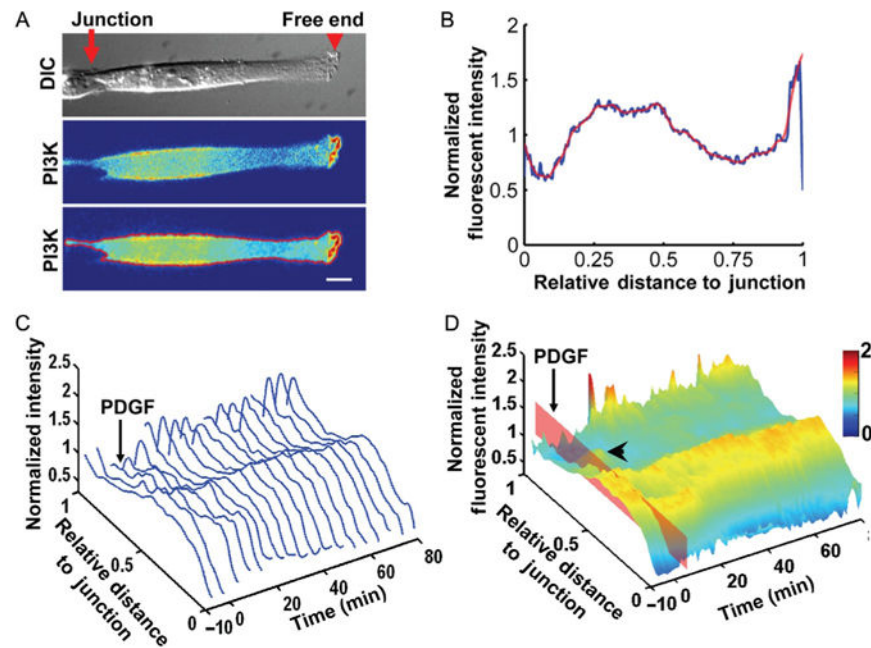 A
Junction
Free end
DIC
PI3K
PI3K
B
Normalized
fluorescent intensity
2
1.5
1
0.5
0
0
0.25
0.5
0.75
1
Relative distance to junction
C
Normalized intensity
2.5
2
1.5
1
0.5
PDGF
1
0.5
0
Relative distance
to junction
–10
0
20
40
60
80
Time (min)
D
Normalized
fluorescent intensity
2.5
2
1.5
1
0.5
PDGF
2
0
1
0.5
0
Relative distance
to junction
–10
0
20
40
60
Time (min)